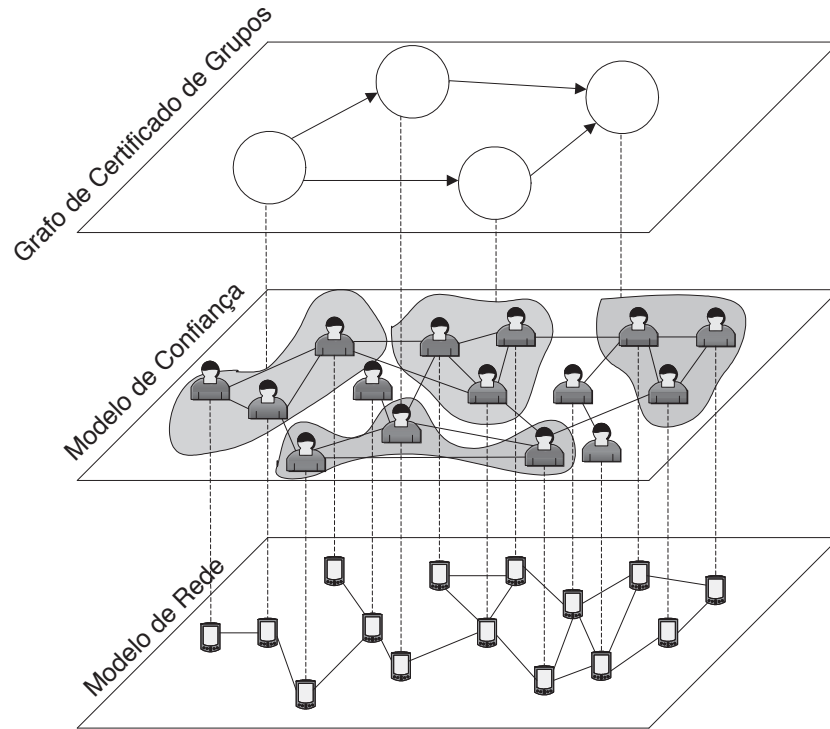 Grafo de Certificado de Grupos
Modelo de Confiança
Modelo de Rede